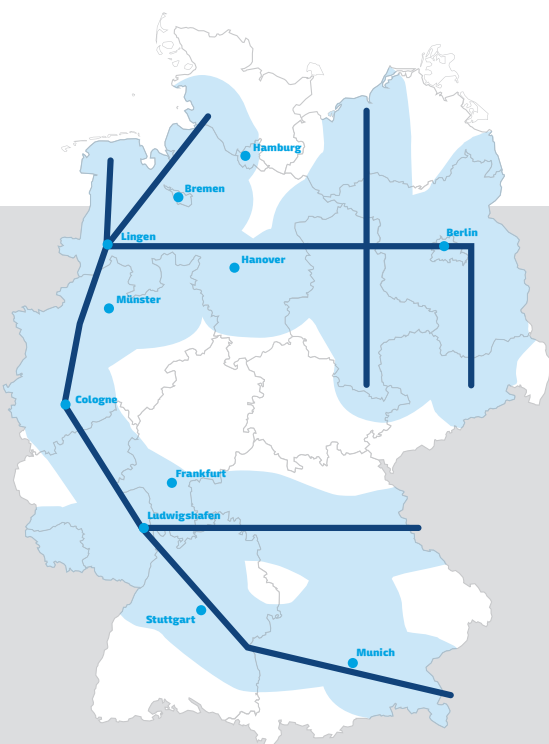 Hamburg
Bremen
Lingen
Berlin
Hanover
Münster
Cologne
Frankfurt
Ludwigshafen
Stuttgart
Munich